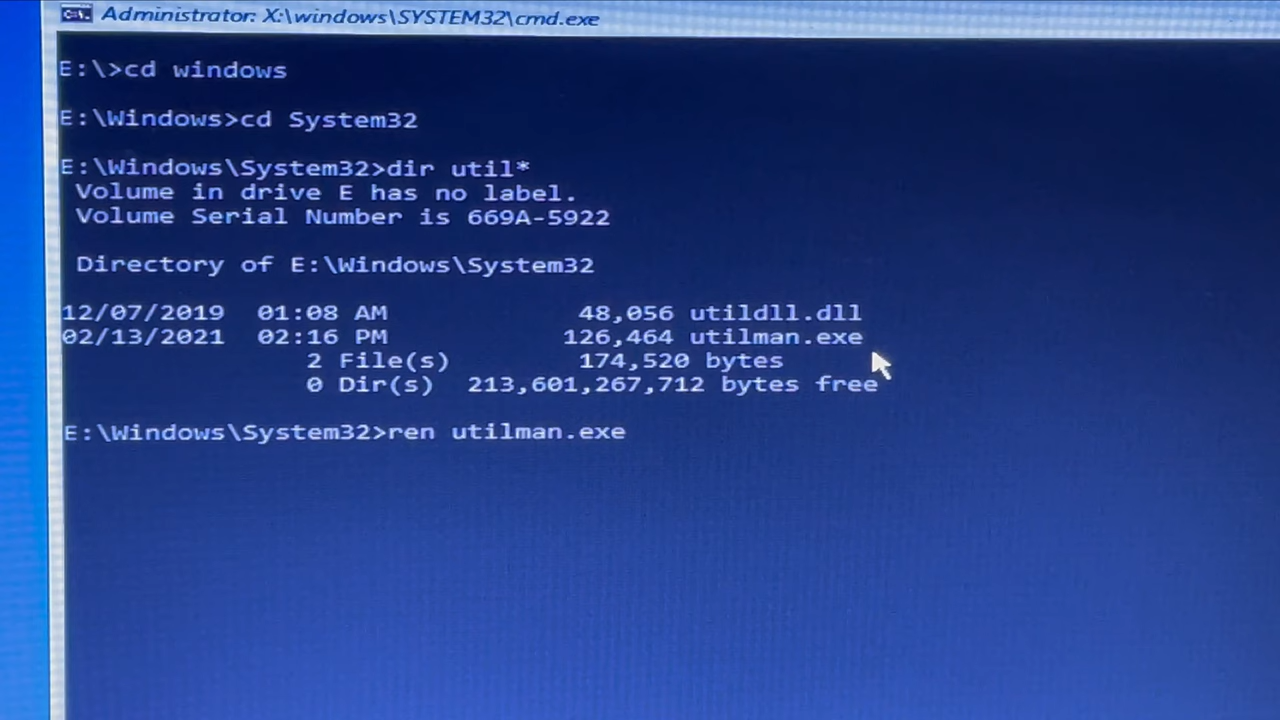 Administrator: X:\windows\SYSTEM32\cmd.exe
E:\>cd windows
E:\Windows>cd System32
E:\Windows\System32>dir util*
Volume in drive E has no label.
Volume Serial Number is 669A-5922
Directory of E:\Windows\System32
12/07/2019 01:08 AM 48,056 utildll.dll
02/13/2021 02:16 PM 126,464 utilman.exe
2 File(s) 174,520 bytes
0 Dir(s) 213,601,267,712 bytes free
E:\Windows\System32>ren utilman.exe